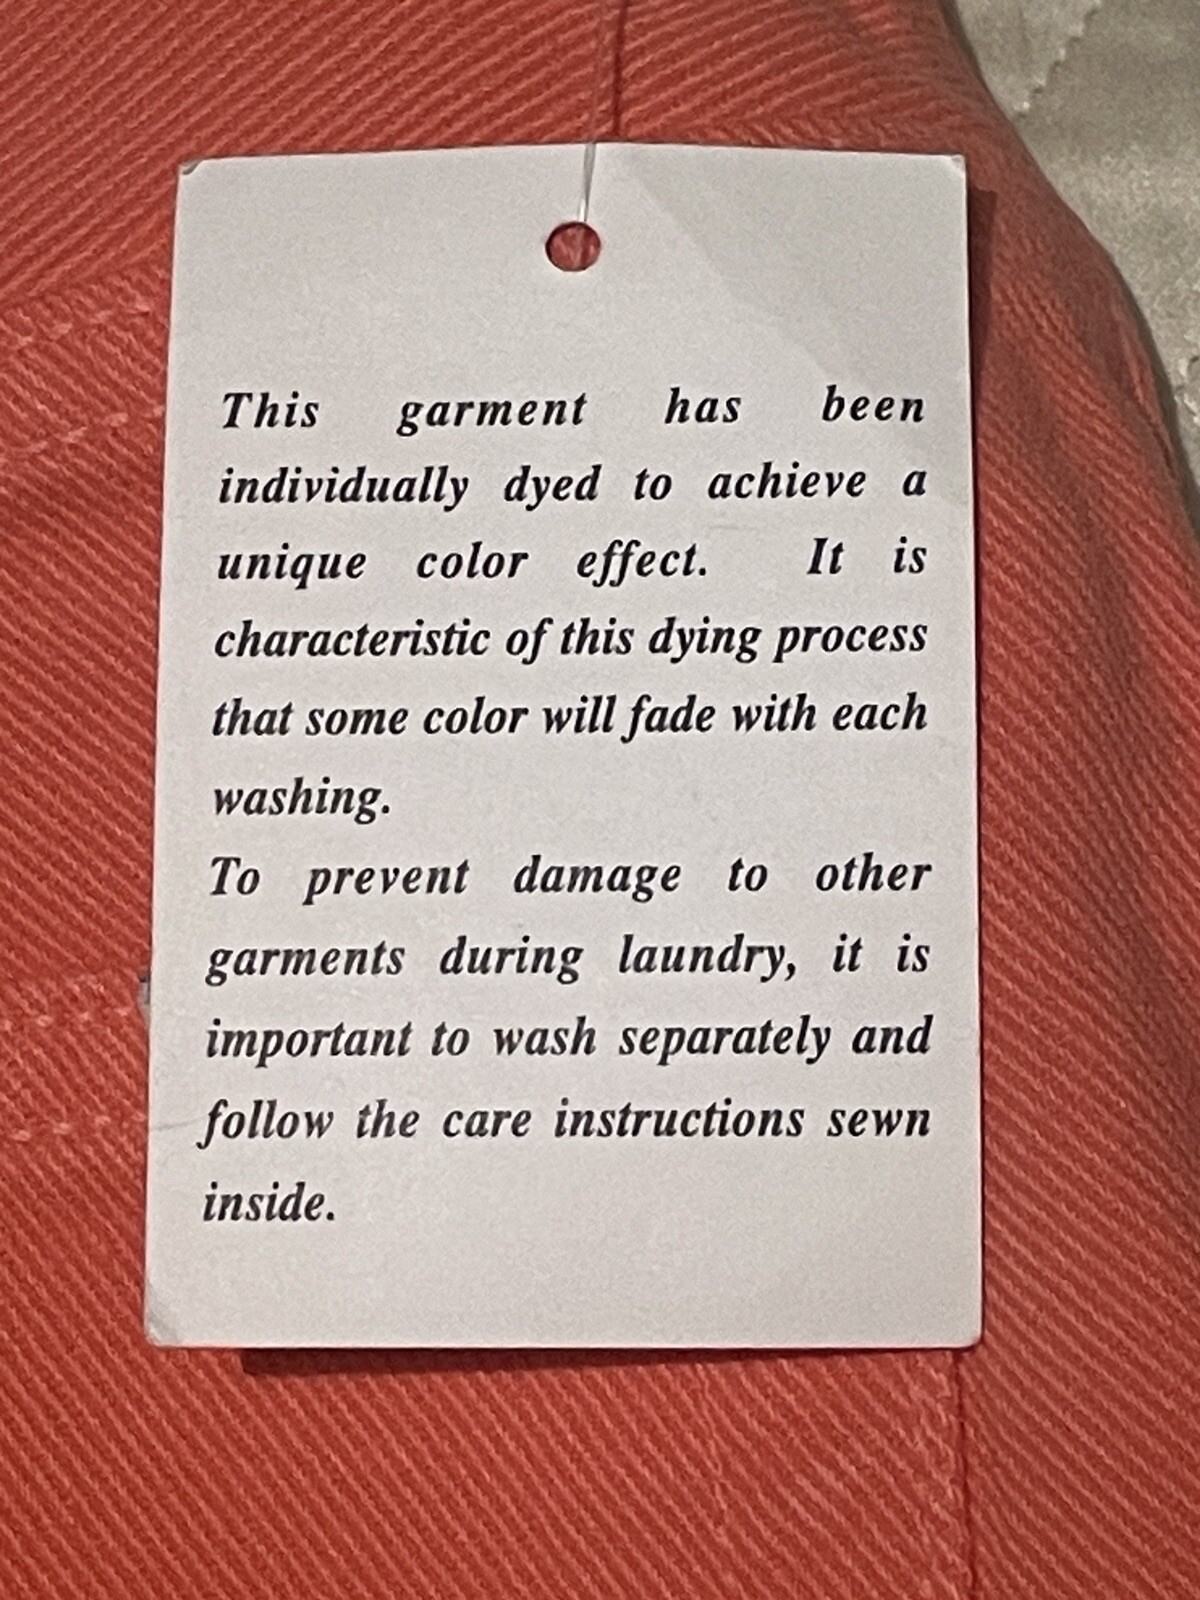 This garment has been
individually dyed to achieve a
unique color effect. It is
characteristic of this dying process
that some color will fade with each
washing.
To prevent damage to other
garments during laundry, it is
important to wash separately and
follow the care instructions sewn
inside.